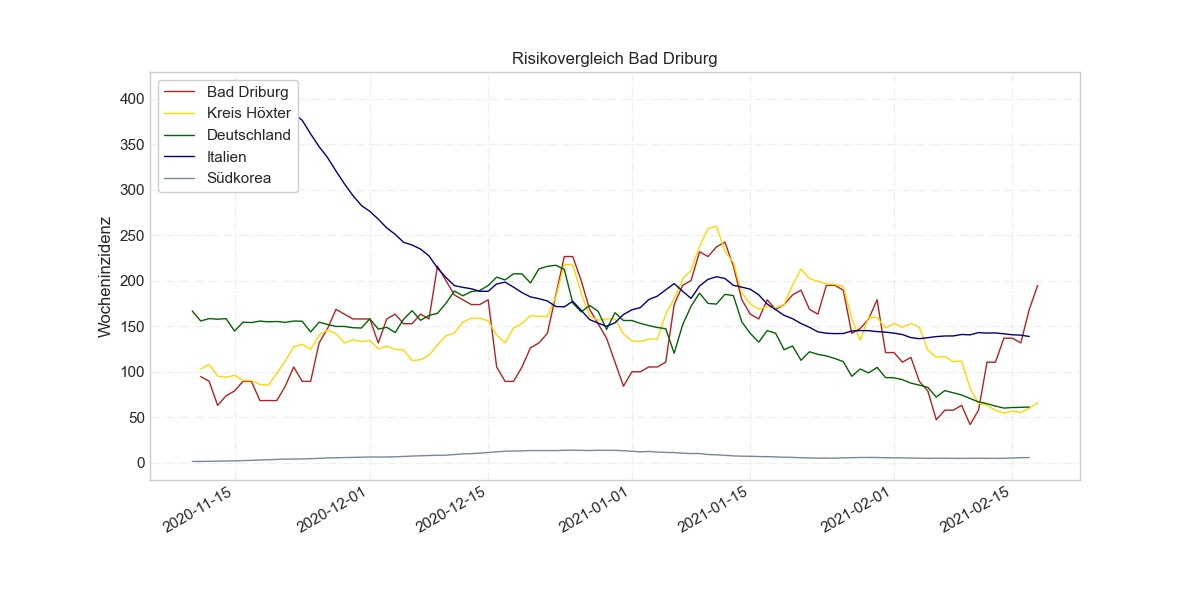 Risikovergleich Bad Driburg
Wocheninzidenz
400
350
300
250
200
150
100
50
0
Bad Driburg
Kreis Höxter
Deutschland
Italien
Südkorea
2020-11-15
2020-12-01
2020-12-15
2021-01-01
2021-01-15
2021-02-01
2021-02-15